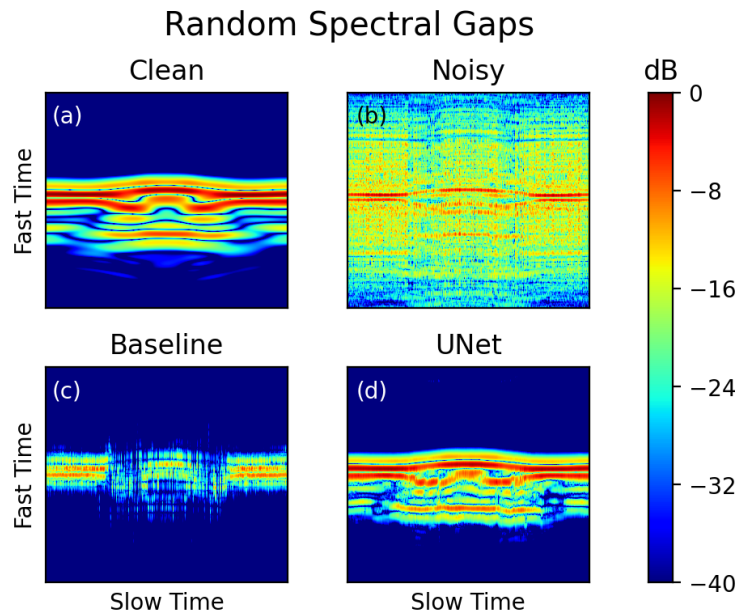 Random Spectral Gaps
Clean
Noisy
dB
(a)
(b)
Fast Time
0
−8
−16
−24
−32
−40
Baseline
UNet
(c)
(d)
Fast Time
Slow Time
Slow Time